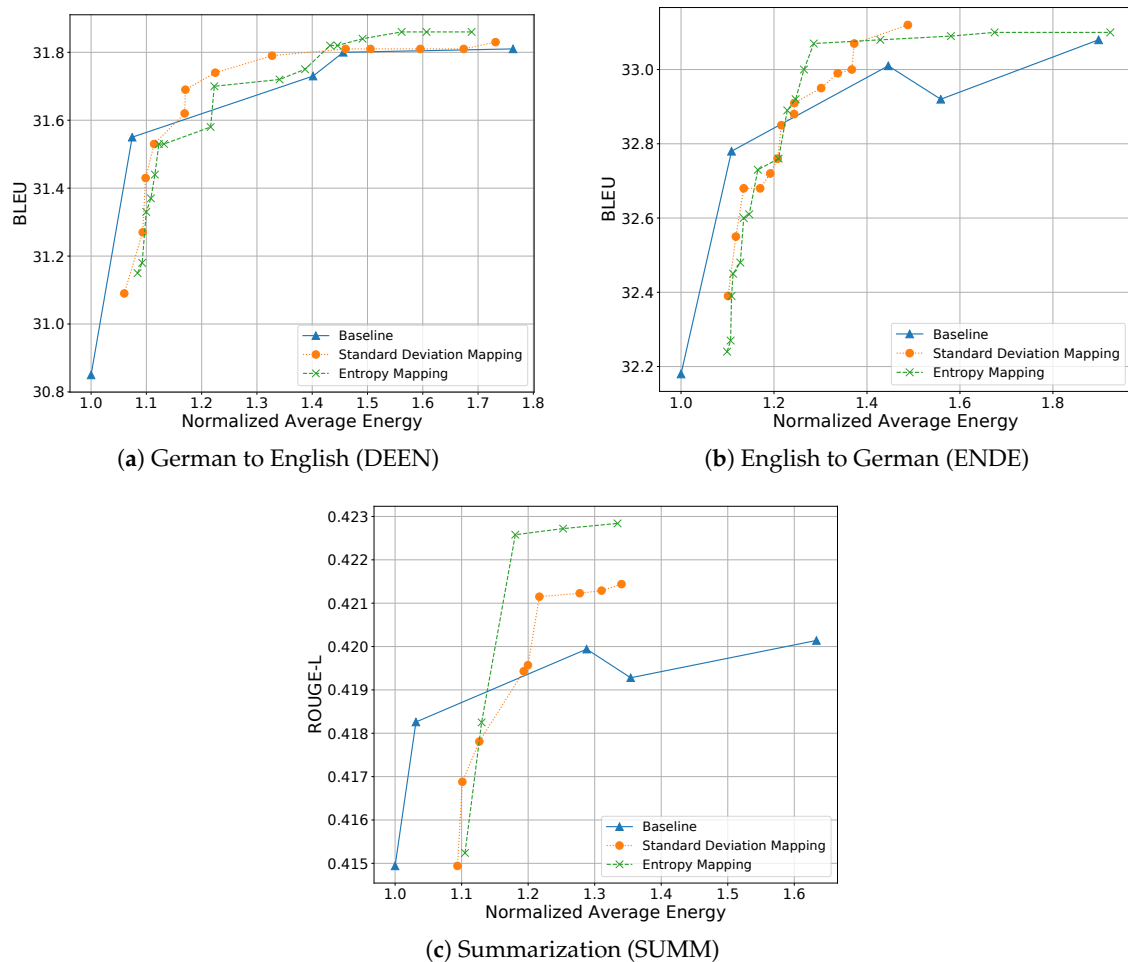 31.8
31.6
31.4
31.2
31.0
30.8
BLEU
1.0 1.1 1.2 1.3 1.4 1.5 1.6 1.7 1.8
Normalized Average Energy
Baseline
Standard Deviation Mapping
Entropy Mapping
(a) German to English (DEEN)
33.0
32.8
32.6
32.4
32.2
BLEU
1.0 1.2 1.4 1.6 1.8
Normalized Average Energy
Baseline
Standard Deviation Mapping
Entropy Mapping
(b) English to German (ENDE)
0.423
0.422
0.421
0.420
0.419
0.418
0.417
0.416
0.415
ROUGE-L
1.0 1.1 1.2 1.3 1.4 1.5 1.6
Normalized Average Energy
Baseline
Standard Deviation Mapping
Entropy Mapping
(c) Summarization (SUMM)